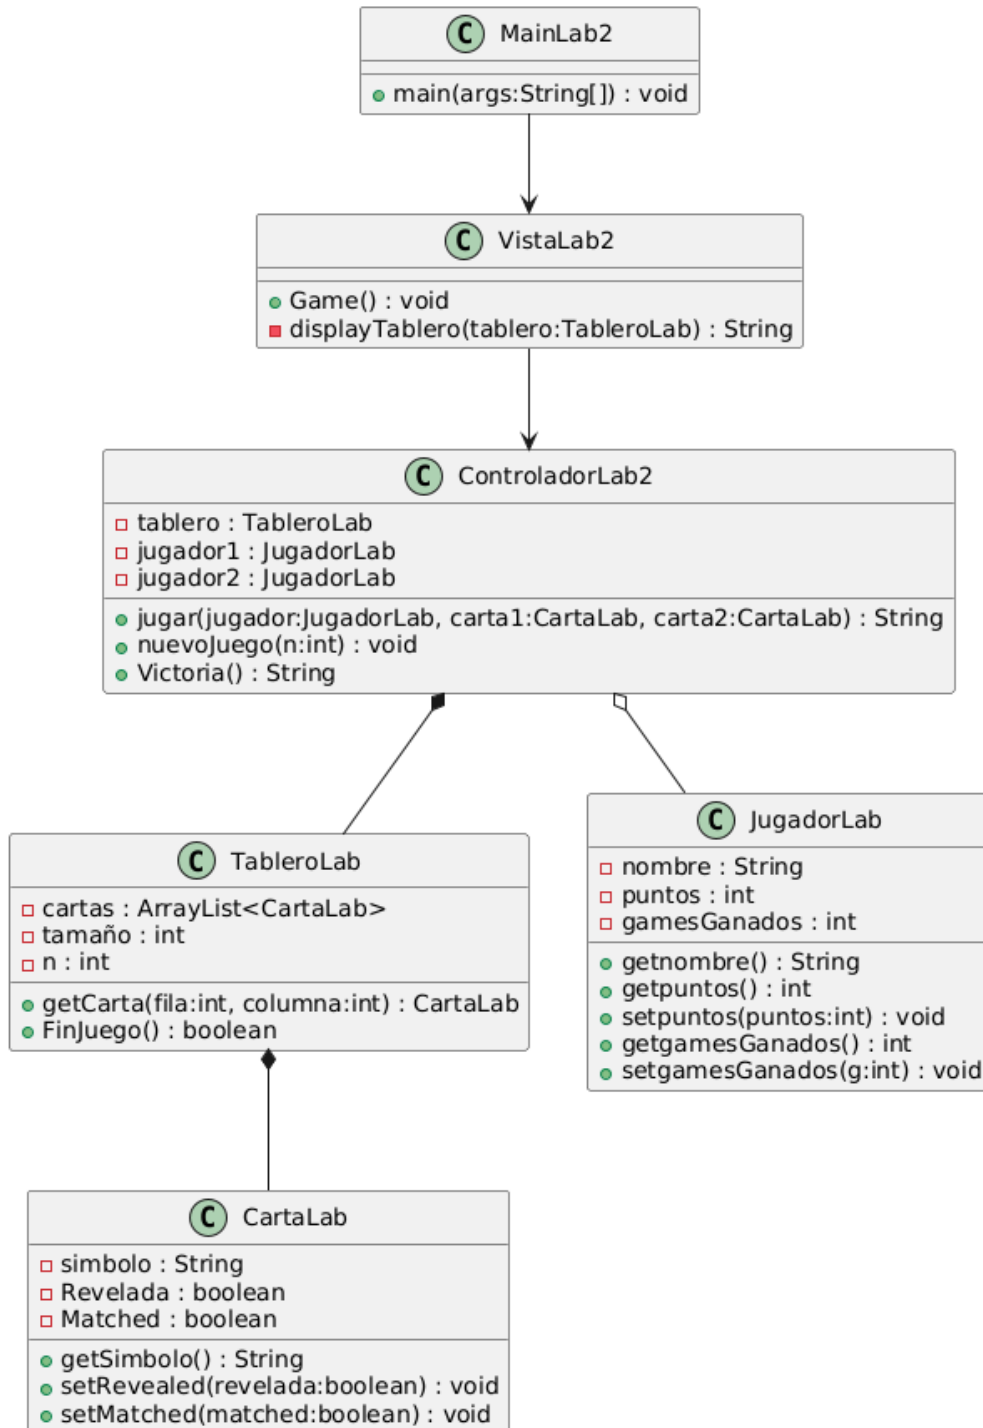 C MainLab2
main(args:String[]) : void
C VistaLab2
Game() : void
displayTablero(tablero:TableroLab) : String
C ControladorLab2
tablero : TableroLab
jugador1 : JugadorLab
jugador2 : JugadorLab
jugar(jugador:JugadorLab, carta1:CartaLab, carta2:CartaLab) : String
nuevoJuego(n:int) : void
Victoria() : String
C TableroLab
cartas : ArrayList<CartaLab>
tamaño : int
n : int
getCarta(fila:int, columna:int) : CartaLab
FinJuego() : boolean
C JugadorLab
nombre : String
puntos : int
gamesGanados : int
getnombre() : String
getpuntos() : int
setpuntos(puntos:int) : void
getgamesGanados() : int
setgamesGanados(g:int) : void
C CartaLab
simbolo : String
Revelada : boolean
Matched : boolean
getSimbolo() : String
setRevealed(revelada:boolean) : void
setMatched(matched:boolean) : void